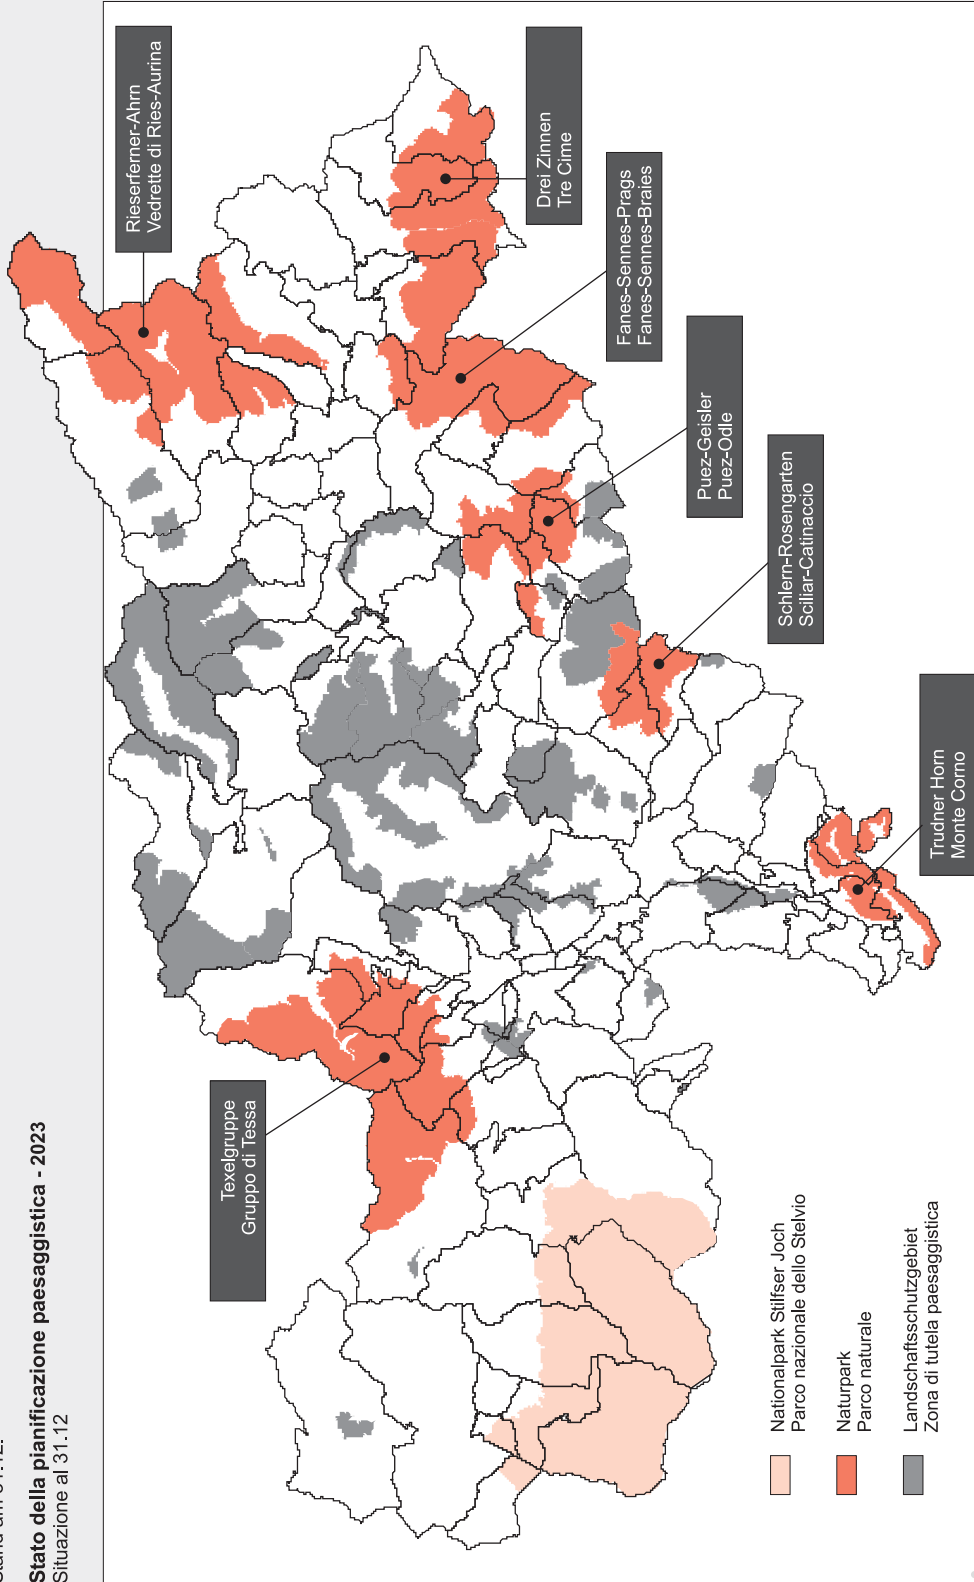 Stato della pianificazione paesaggistica - 2023
Situazione al 31.12
Rieserferner-Ahrn
Vedrette di Ries-Aurina
Drei Zinnen
Tre Cime
Fanes-Sennes-Prags
Fanes-Sennes-Braies
Puez-Geisler
Puez-Odle
Schlern-Rosengarten
Sciliar-Catinaccio
Trudner Horn
Monte Corno
Texelgruppe
Gruppo di Tessa
Nationalpark Stilfser Joch
Parco nazionale dello Stelvio
Naturpark
Parco naturale
Landschaftsschutzgebiet
Zona di tutela paesaggistica